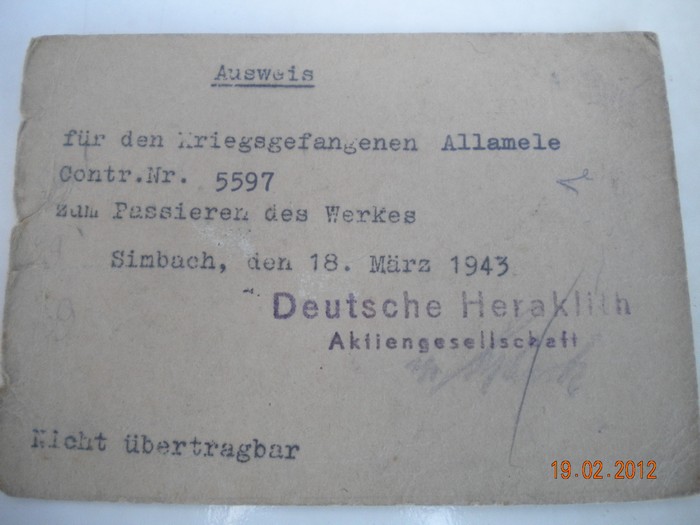 Ausweis
für den Kriegsgefangenen Allamele
Contr.Nr. 5597
zum Passieren des Werkes
Simbach, den 18. März 1943
Deutsche Heraklith
Aktiengesellschaft
Nicht übertragbar
19.02.2012